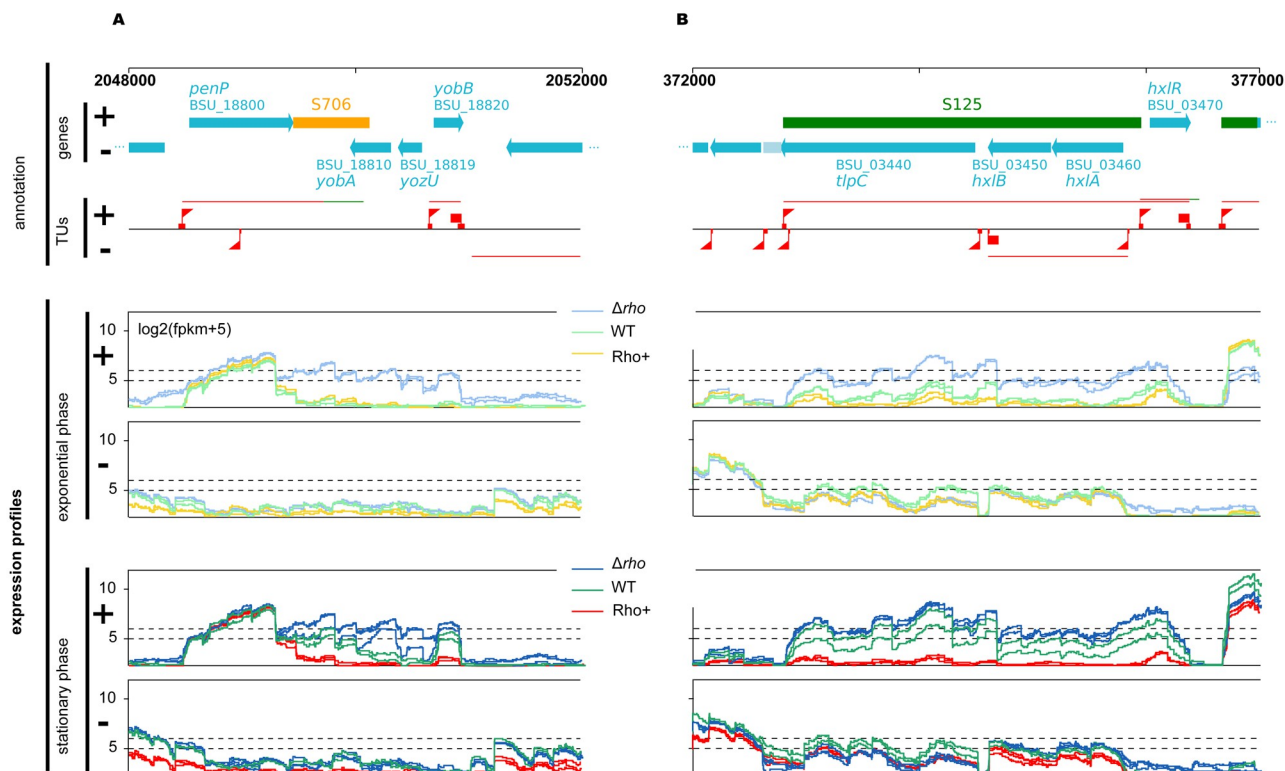 A
B
2048000
2052000
372000
377000
penP
BSU_18800
S706
yobB
BSU_18820
S125
hxlR
BSU_03470
+
-
genes
...
...
...
...
BSU_18810
yobA
BSU_18819
yozU
BSU_03440
tlpC
BSU_03450
hxlB
BSU_03460
hxlA
annotation
TUs
+
-
expression profiles
exponential phase
+
10
5
log2(fpkm+5)
Δrho
WT
Rho+
-
10
5
stationary phase
+
10
5
Δrho
WT
Rho+
-
10
5